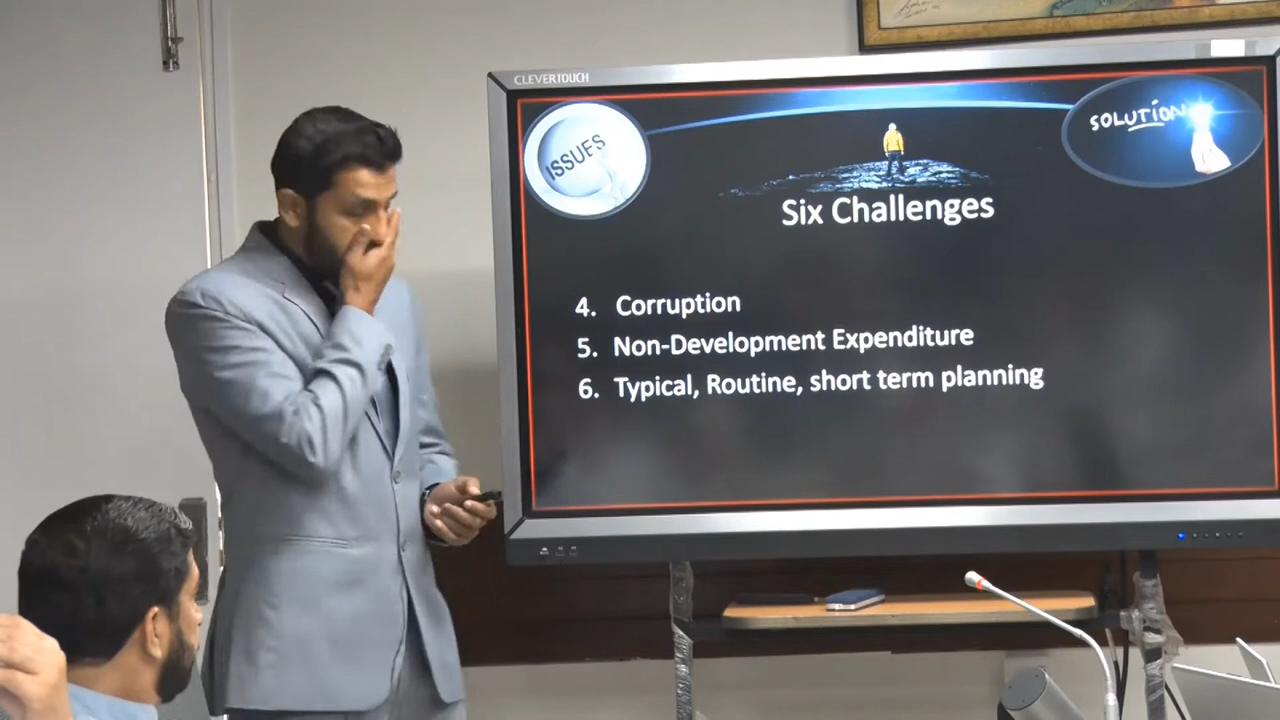 CLEVERTOUCH
ISSUES
SOLUTION
Six Challenges
4. Corruption
5. Non-Development Expenditure
6. Typical, Routine, short term planning